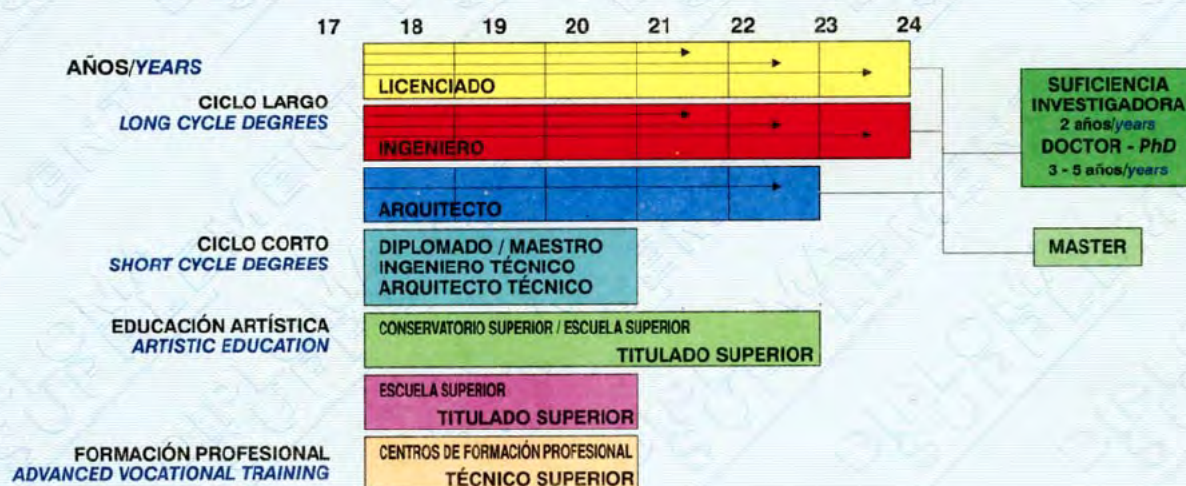 17 18 19 20 21 22 23 24
AÑOS/YEARS
LICENCIADO
CICLO LARGO
LONG CYCLE DEGREES
INGENIERO
ARQUITECTO
SUFICIENCIA
INVESTIGADORA
2 años/years
DOCTOR - PhD
3 - 5 años/years
MASTER
CICLO CORTO
SHORT CYCLE DEGREES
DIPLOMADO / MAESTRO
INGENIERO TÉCNICO
ARQUITECTO TÉCNICO
EDUCACIÓN ARTÍSTICA
ARTISTIC EDUCATION
CONSERVATORIO SUPERIOR / ESCUELA SUPERIOR
TITULADO SUPERIOR
ESCUELA SUPERIOR
TITULADO SUPERIOR
FORMACIÓN PROFESIONAL
ADVANCED VOCATIONAL TRAINING
CENTROS DE FORMACIÓN PROFESIONAL
TÉCNICO SUPERIOR